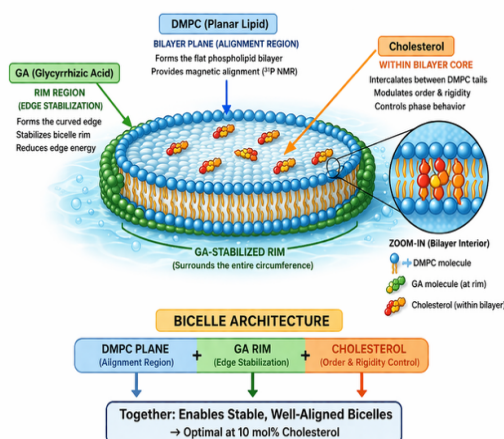 DMPC (Planar Lipid)
BILAYER PLANE (ALIGNMENT REGION)
Forms the flat phospholipid bilayer
Provides magnetic alignment (³¹P NMR)
Cholesterol
WITHIN BILAYER CORE
Intercalates between DMPC tails
Modulates order & rigidity
Controls phase behavior
GA (Glycyrrhizic Acid)
RIM REGION
(EDGE STABILIZATION)
Forms the curved edge
Stabilizes bicelle rim
Reduces edge energy
GA-STABILIZED RIM
(Surrounds the entire circumference)
ZOOM-IN (Bilayer Interior)
DMPC molecule
GA molecule (at rim)
Cholesterol (within bilayer)
BICELLE ARCHITECTURE
DMPC PLANE + GA RIM + CHOLESTEROL
(Alignment Region) (Edge Stabilization) (Order & Rigidity Control)
Together: Enables Stable, Well-Aligned Bicelles
→ Optimal at 10 mol% Cholesterol